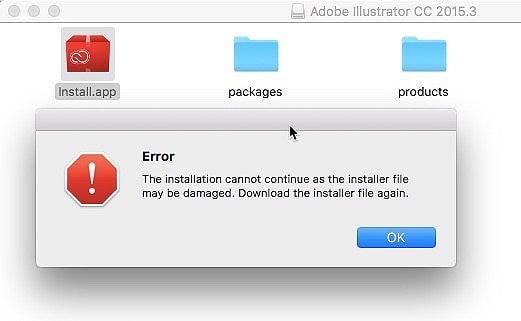 Adobe Illustrator CC 2015.3
Install.app
packages
products
Error
The installation cannot continue as the installer file
may be damaged. Download the installer file again.
OK